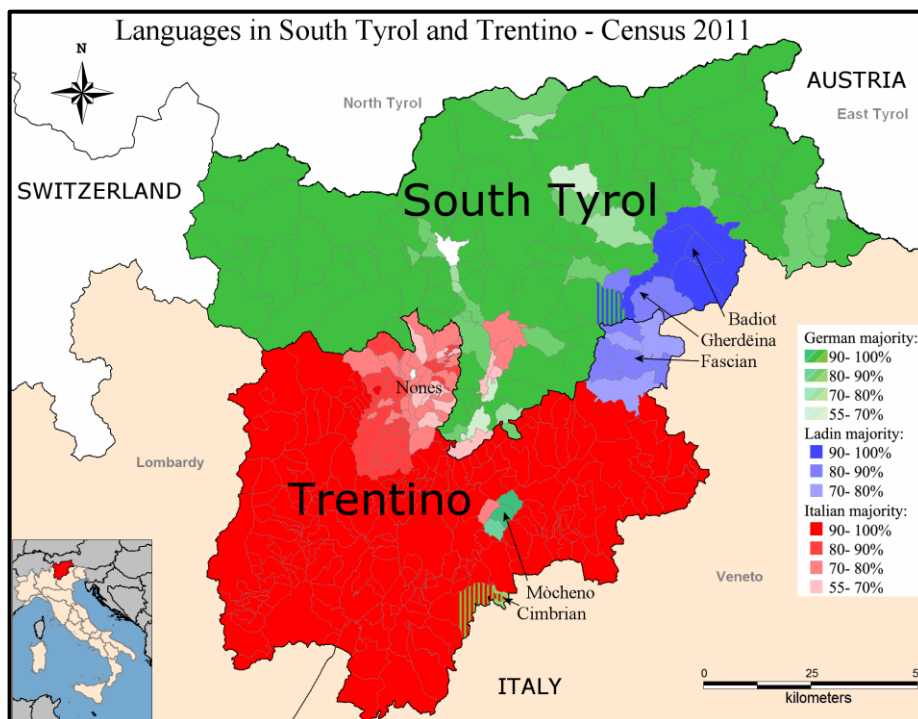 Languages in South Tyrol and Trentino - Census 2011
N
AUSTRIA
North Tyrol
East Tyrol
SWITZERLAND
South Tyrol
Badiot
Gherdëina
Fascian
Nones
Lombardy
Trentino
Mòcheno
Cimbrian
Veneto
ITALY
German majority:
90- 100%
80- 90%
70- 80%
55- 70%
Ladin majority:
90- 100%
80- 90%
70- 80%
Italian majority:
90- 100%
80- 90%
70- 80%
55- 70%
0 25
kilometers